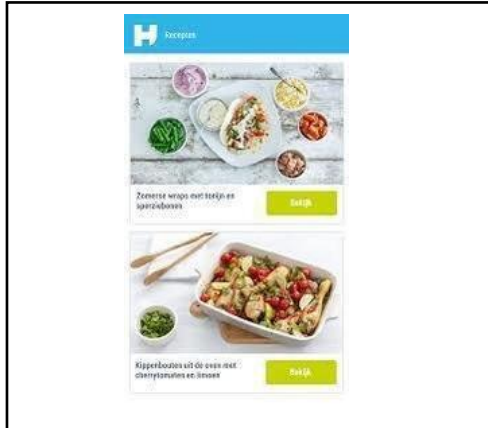 H
Recepten
Zomerse wraps met tonijn en
sperziebonen
Bekijk
Kippenbouten uit de oven met
cherrytomaten en limoen
Bekijk